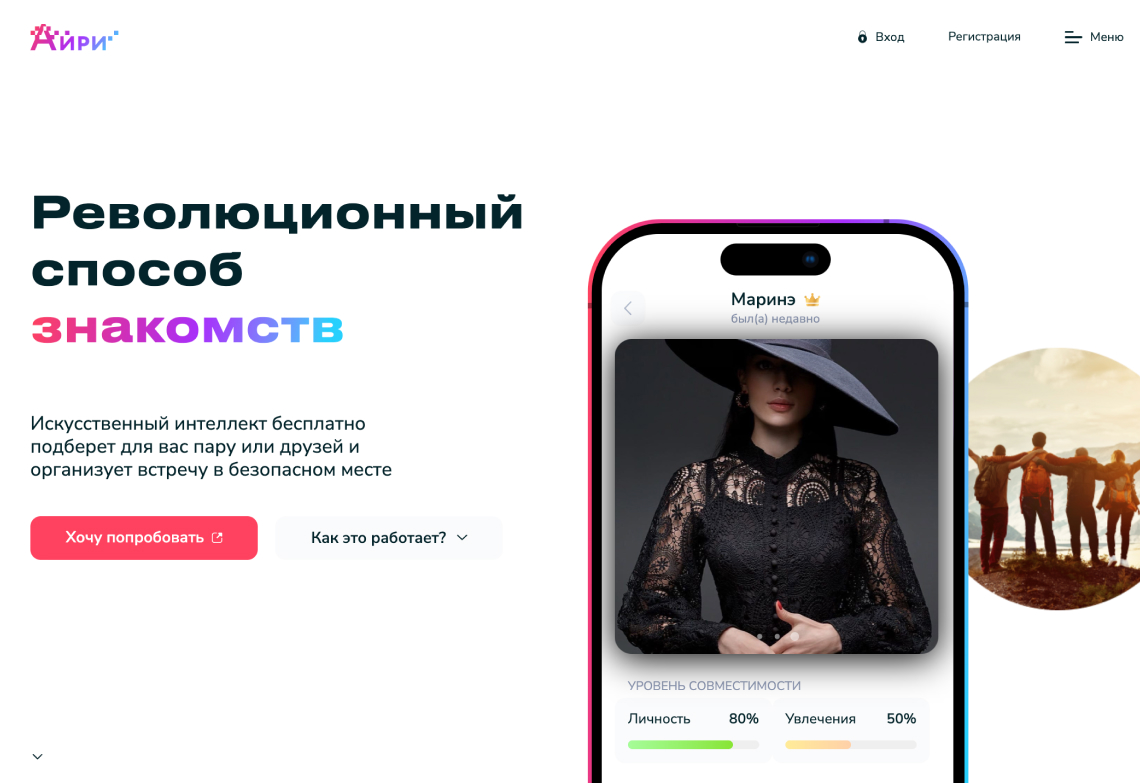 Айри
Вход
Регистрация
Меню
Революционный
способ
знакомств
Искусственный интеллект бесплатно
подберет для вас пару или друзей и
организует встречу в безопасном месте
Хочу попробовать
Как это работает?
Маринэ
был(а) недавно
УРОВЕНЬ СОВМЕСТИМОСТИ
Личность 80%
Увлечения 50%